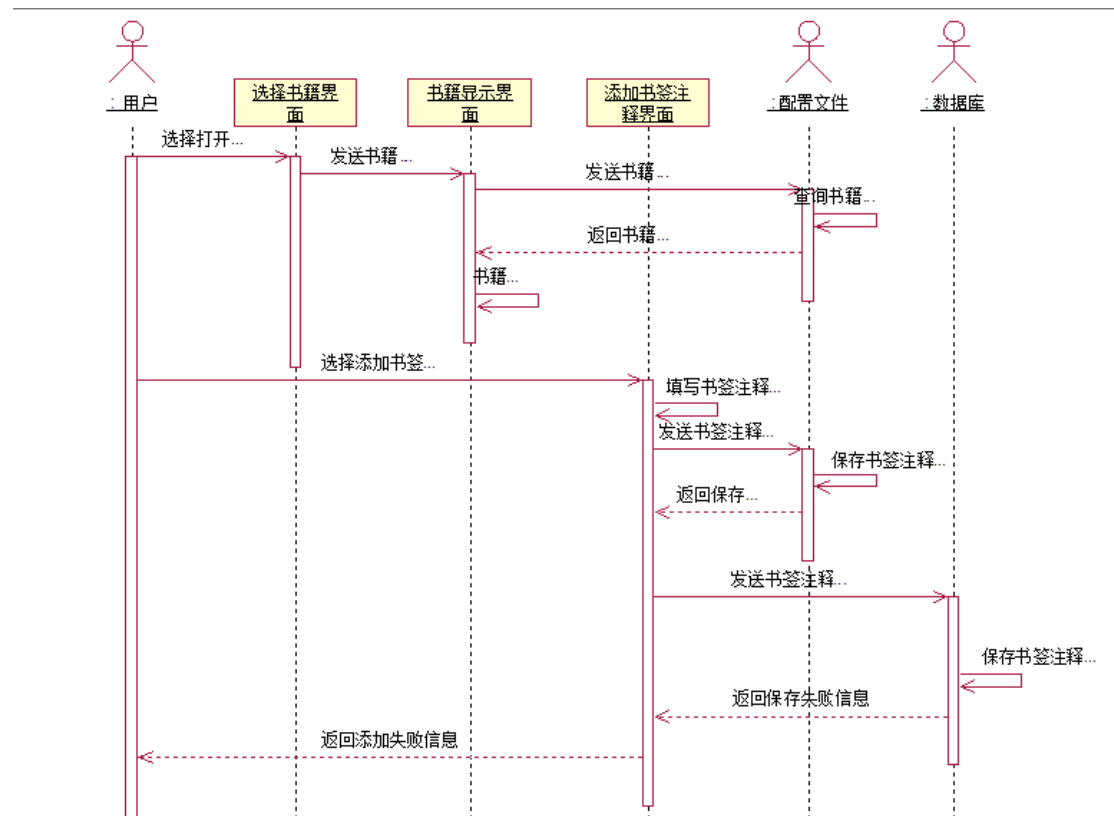 : 用户
选择书籍界
面
书籍显示界
面
添加书签注
释界面
: 配置文件
: 数据库
选择打开...
发送书籍...
发送书籍...
查询书籍...
返回书籍...
书籍...
选择添加书签...
填写书签注释...
发送书签注释...
保存书签注释...
返回保存...
发送书签注释...
保存书签注释...
返回保存失败信息
返回添加失败信息